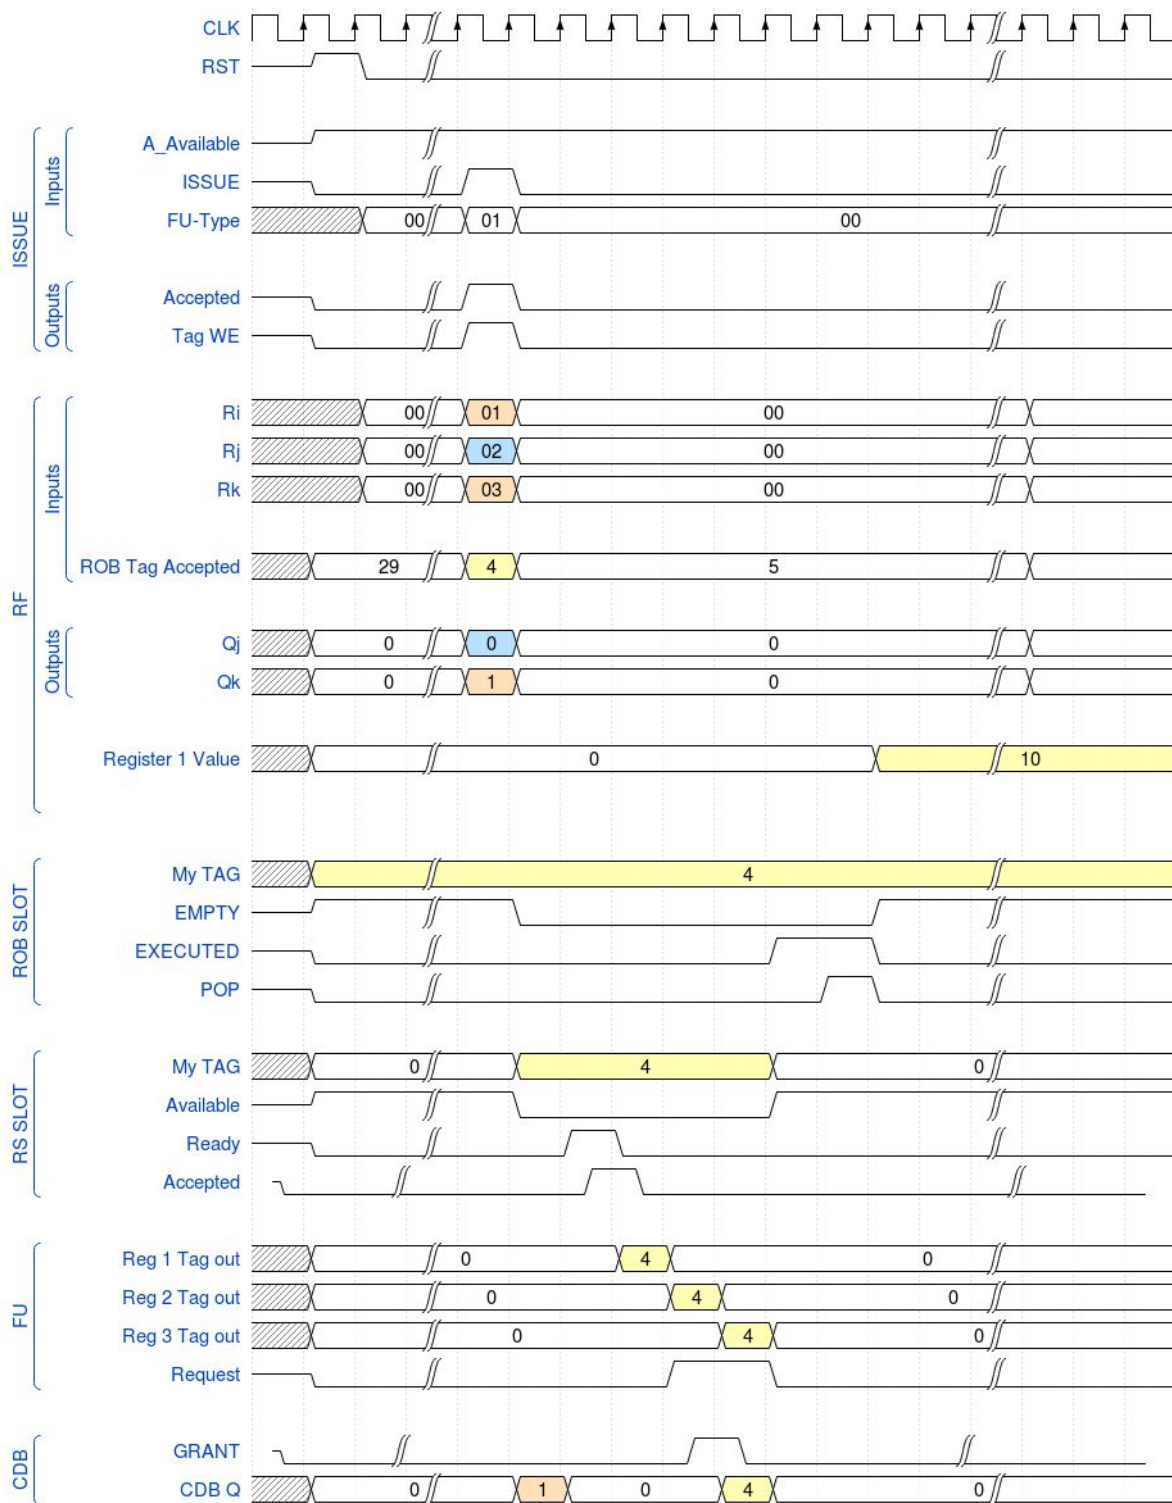 CLK
RST
ISSUE
Inputs
A_Available
ISSUE
FU-Type 00 01 00
Outputs
Accepted
Tag WE
RF
Inputs
Ri 00 01 00
Rj 00 02 00
Rk 00 03 00
ROB Tag Accepted 29 4 5
Outputs
Qj 0 0 0
Qk 0 1 0
Register 1 Value 0 10
ROB SLOT
My TAG 4
EMPTY
EXECUTED
POP
RS SLOT
My TAG 0 4 0
Available
Ready
Accepted
FU
Reg 1 Tag out 0 4 0
Reg 2 Tag out 0 4 0
Reg 3 Tag out 0 4 0
Request
CDB
GRANT
CDB Q 0 1 0 4 0